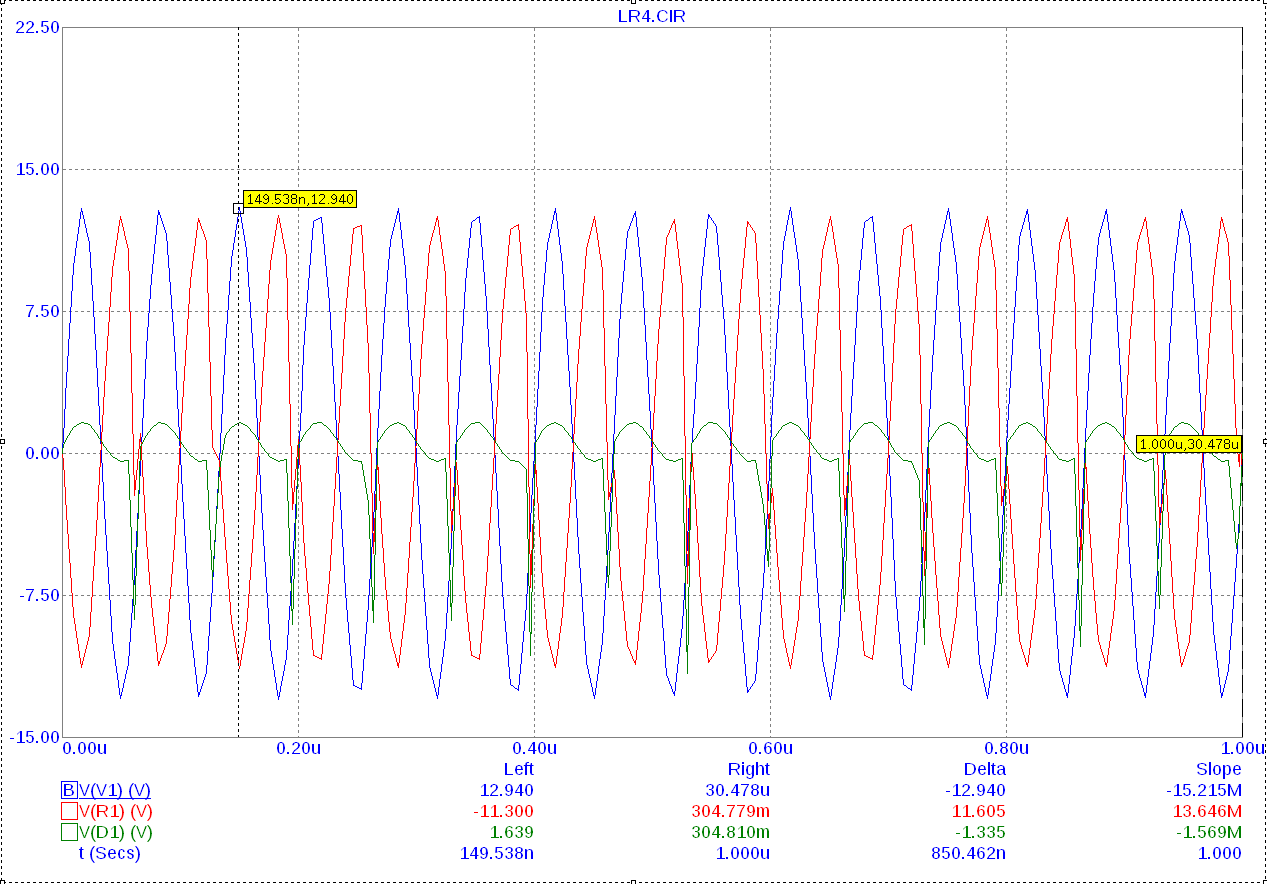 LR4.CIR
22.50
15.00
149.538n,12.940
7.50
1.000u,30.478u
0.00
-7.50
-15.00
0.00u 0.20u 0.40u 0.60u 0.80u 1.00u
Left Right Delta Slope
B V(V1) (V) 12.940 30.478u -12.940 -15.215M
V(R1) (V) -11.300 304.779m 11.605 13.646M
V(D1) (V) 1.639 304.810m -1.335 -1.569M
t (Secs) 149.538n 1.000u 850.462n 1.000